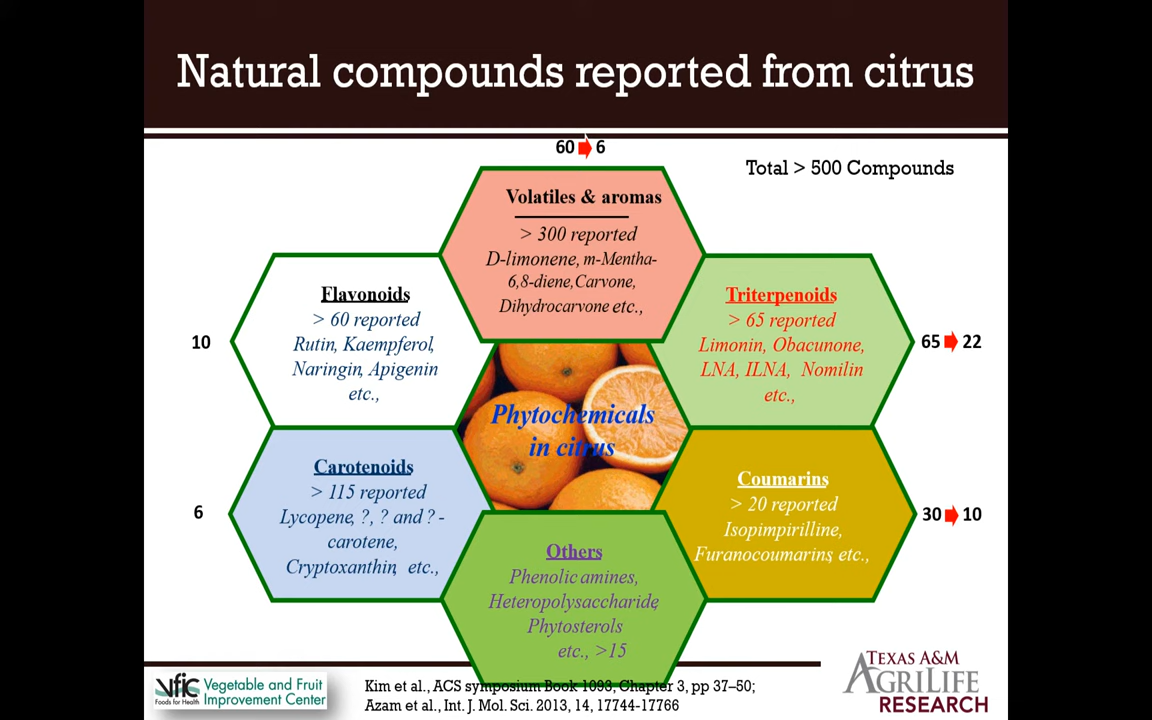 Natural compounds reported from citrus
60 6
Total > 500 Compounds
Volatiles & aromas
> 300 reported
D-limonene, m-Mentha-
6,8-diene,Carvone,
Dihydrocarvone etc.,
Flavonoids
> 60 reported
Rutin, Kaempferol,
Naringin, Apigenin
etc.,
10
Triterpenoids
> 65 reported
Limonin, Obacunone,
LNA, ILNA, Nomilin
etc.,
65 22
Phytochemicals
in citrus
Carotenoids
> 115 reported
Lycopene, ?, ? and ? -
carotene,
Cryptoxanthin, etc.,
6
Coumarins
> 20 reported
Isopimpirilline,
Furanocoumarins, etc.,
30 10
Others
Phenolic amines,
Heteropolysaccharide,
Phytosterols
etc., >15
vfic
Foods for Health
Vegetable and Fruit
Improvement Center
Kim et al., ACS symposium Book 1093, Chapter 3, pp 37–50;
Azam et al., Int. J. Mol. Sci. 2013, 14, 17744-17766
TEXAS A&M
AGRILIFE
RESEARCH